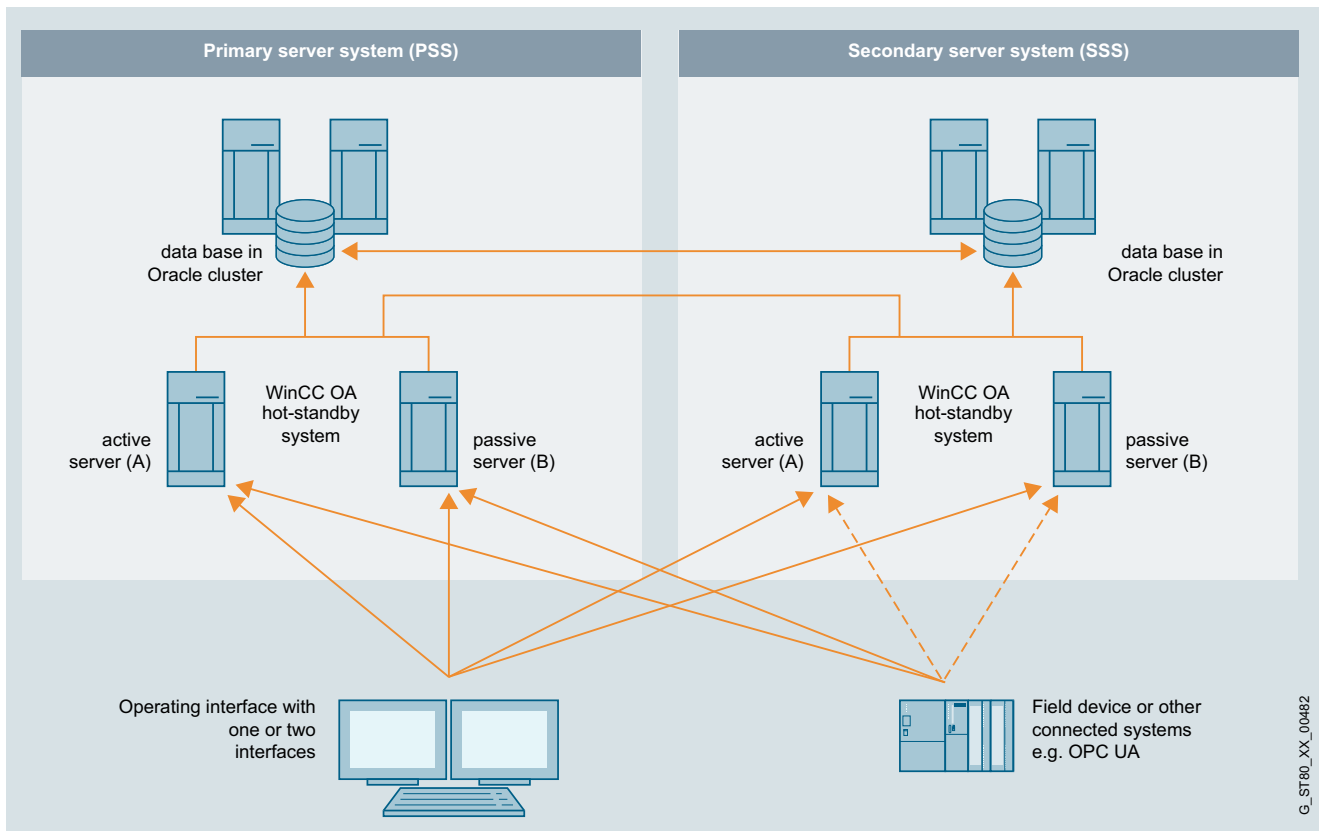 Primary server system (PSS)
Secondary server system (SSS)
data base in
Oracle cluster
data base in
Oracle cluster
WinCC OA
hot-standby
system
active
server (A)
passive
server (B)
WinCC OA
hot-standby
system
active
server (A)
passive
server (B)
Operating interface with
one or two
interfaces
Field device or other
connected systems
e.g. OPC UA
G_ST80_XX_00482